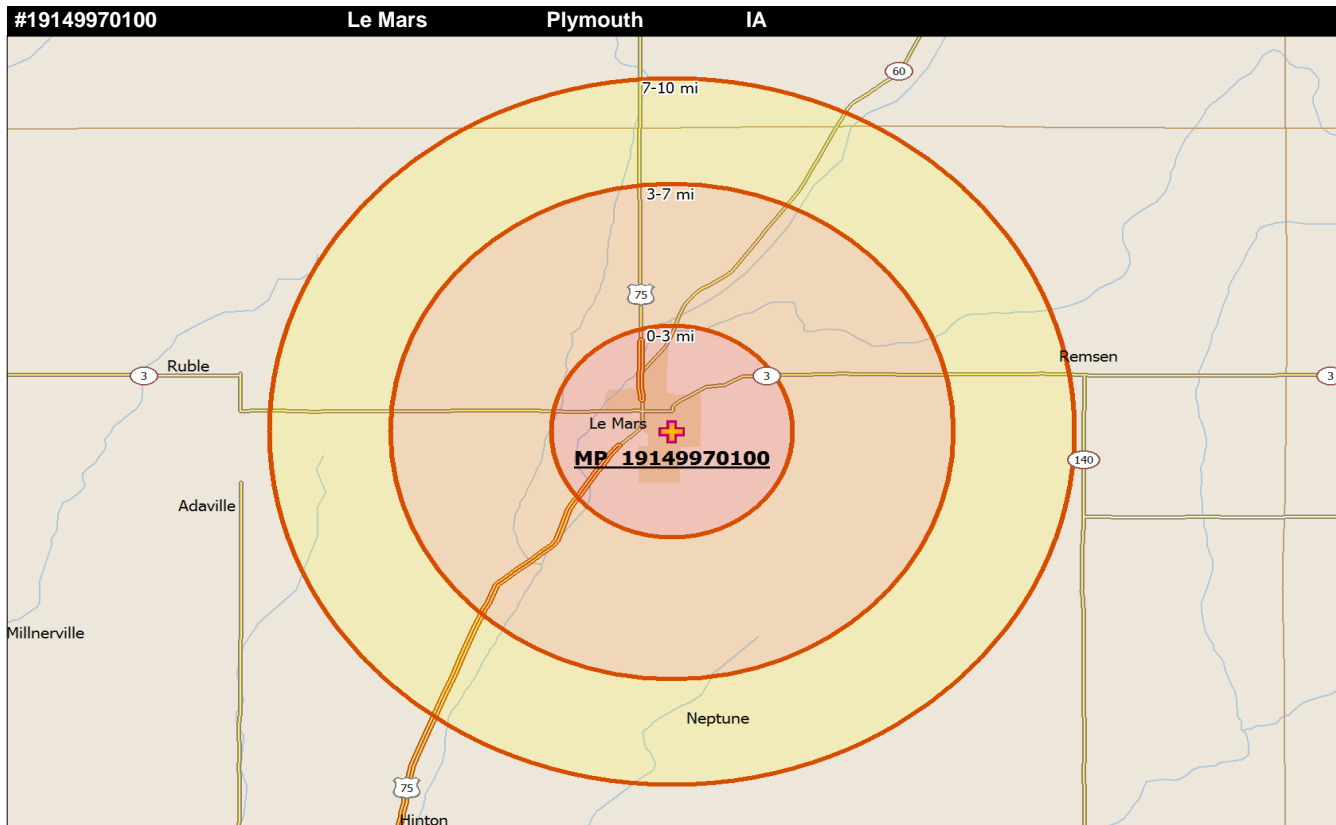 #19149970100 Le Mars Plymouth IA
60
7-10 mi
3-6 mi
75
0-3 mi
Remsen
Ruble
3
3
3
Le Mars
MP 19149970100
140
Adaville
Millnerville
Neptune
75
Hinton